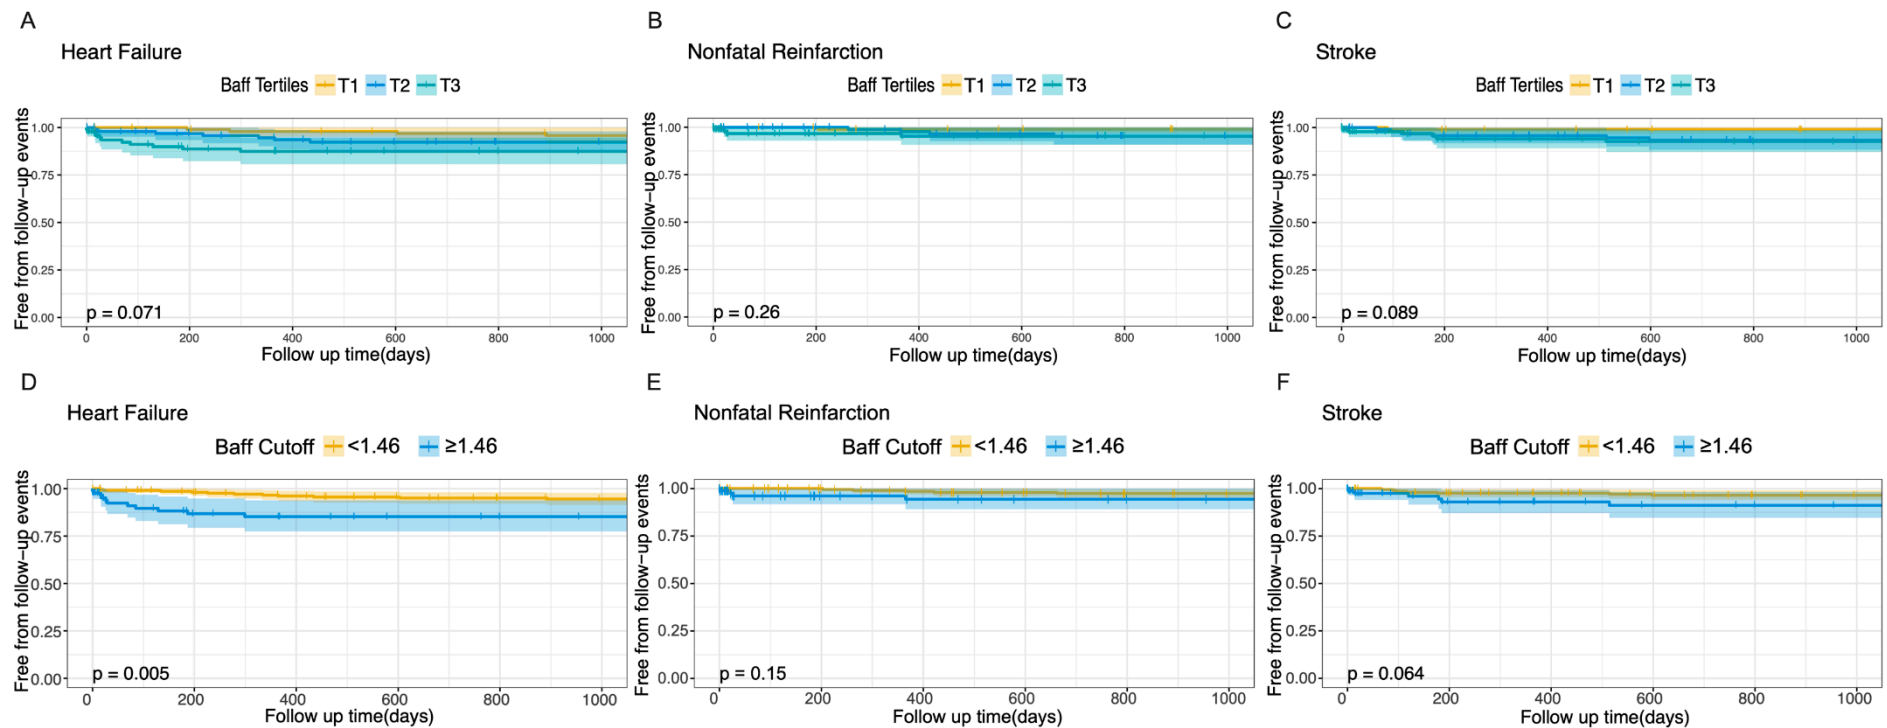 A
Heart Failure
Baff Tertiles T1 T2 T3
Free from follow-up events
1.00
0.75
0.50
0.25
0.00
p = 0.071
0 200 400 600 800 1000
Follow up time(days)
B
Nonfatal Reinfarction
Baff Tertiles T1 T2 T3
Free from follow-up events
1.00
0.75
0.50
0.25
0.00
p = 0.26
0 200 400 600 800 1000
Follow up time(days)
C
Stroke
Baff Tertiles T1 T2 T3
Free from follow-up events
1.00
0.75
0.50
0.25
0.00
p = 0.089
0 200 400 600 800 1000
Follow up time(days)
D
Heart Failure
Baff Cutoff <1.46 ≥1.46
Free from follow-up events
1.00
0.75
0.50
0.25
0.00
p = 0.005
0 200 400 600 800 1000
Follow up time(days)
E
Nonfatal Reinfarction
Baff Cutoff <1.46 ≥1.46
Free from follow-up events
1.00
0.75
0.50
0.25
0.00
p = 0.15
0 200 400 600 800 1000
Follow up time(days)
F
Stroke
Baff Cutoff <1.46 ≥1.46
Free from follow-up events
1.00
0.75
0.50
0.25
0.00
p = 0.064
0 200 400 600 800 1000
Follow up time(days)